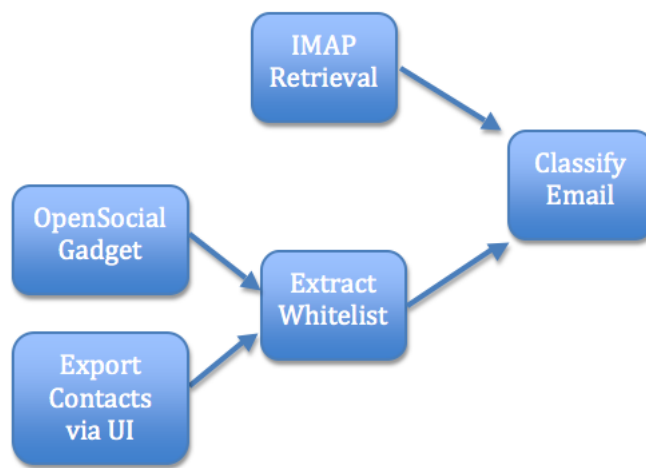 IMAP
Retrieval
Classify
Email
OpenSocial
Gadget
Extract
Whitelist
Export
Contacts
via UI